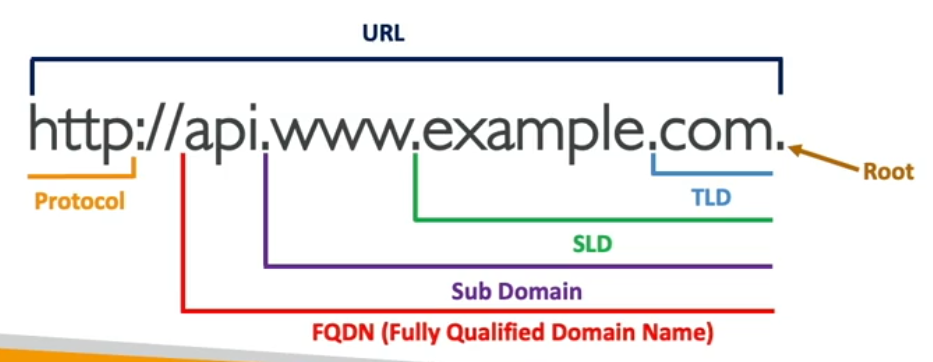 URL
http://api.www.example.com.
Root
Protocol
TLD
SLD
Sub Domain
FQDN (Fully Qualified Domain Name)